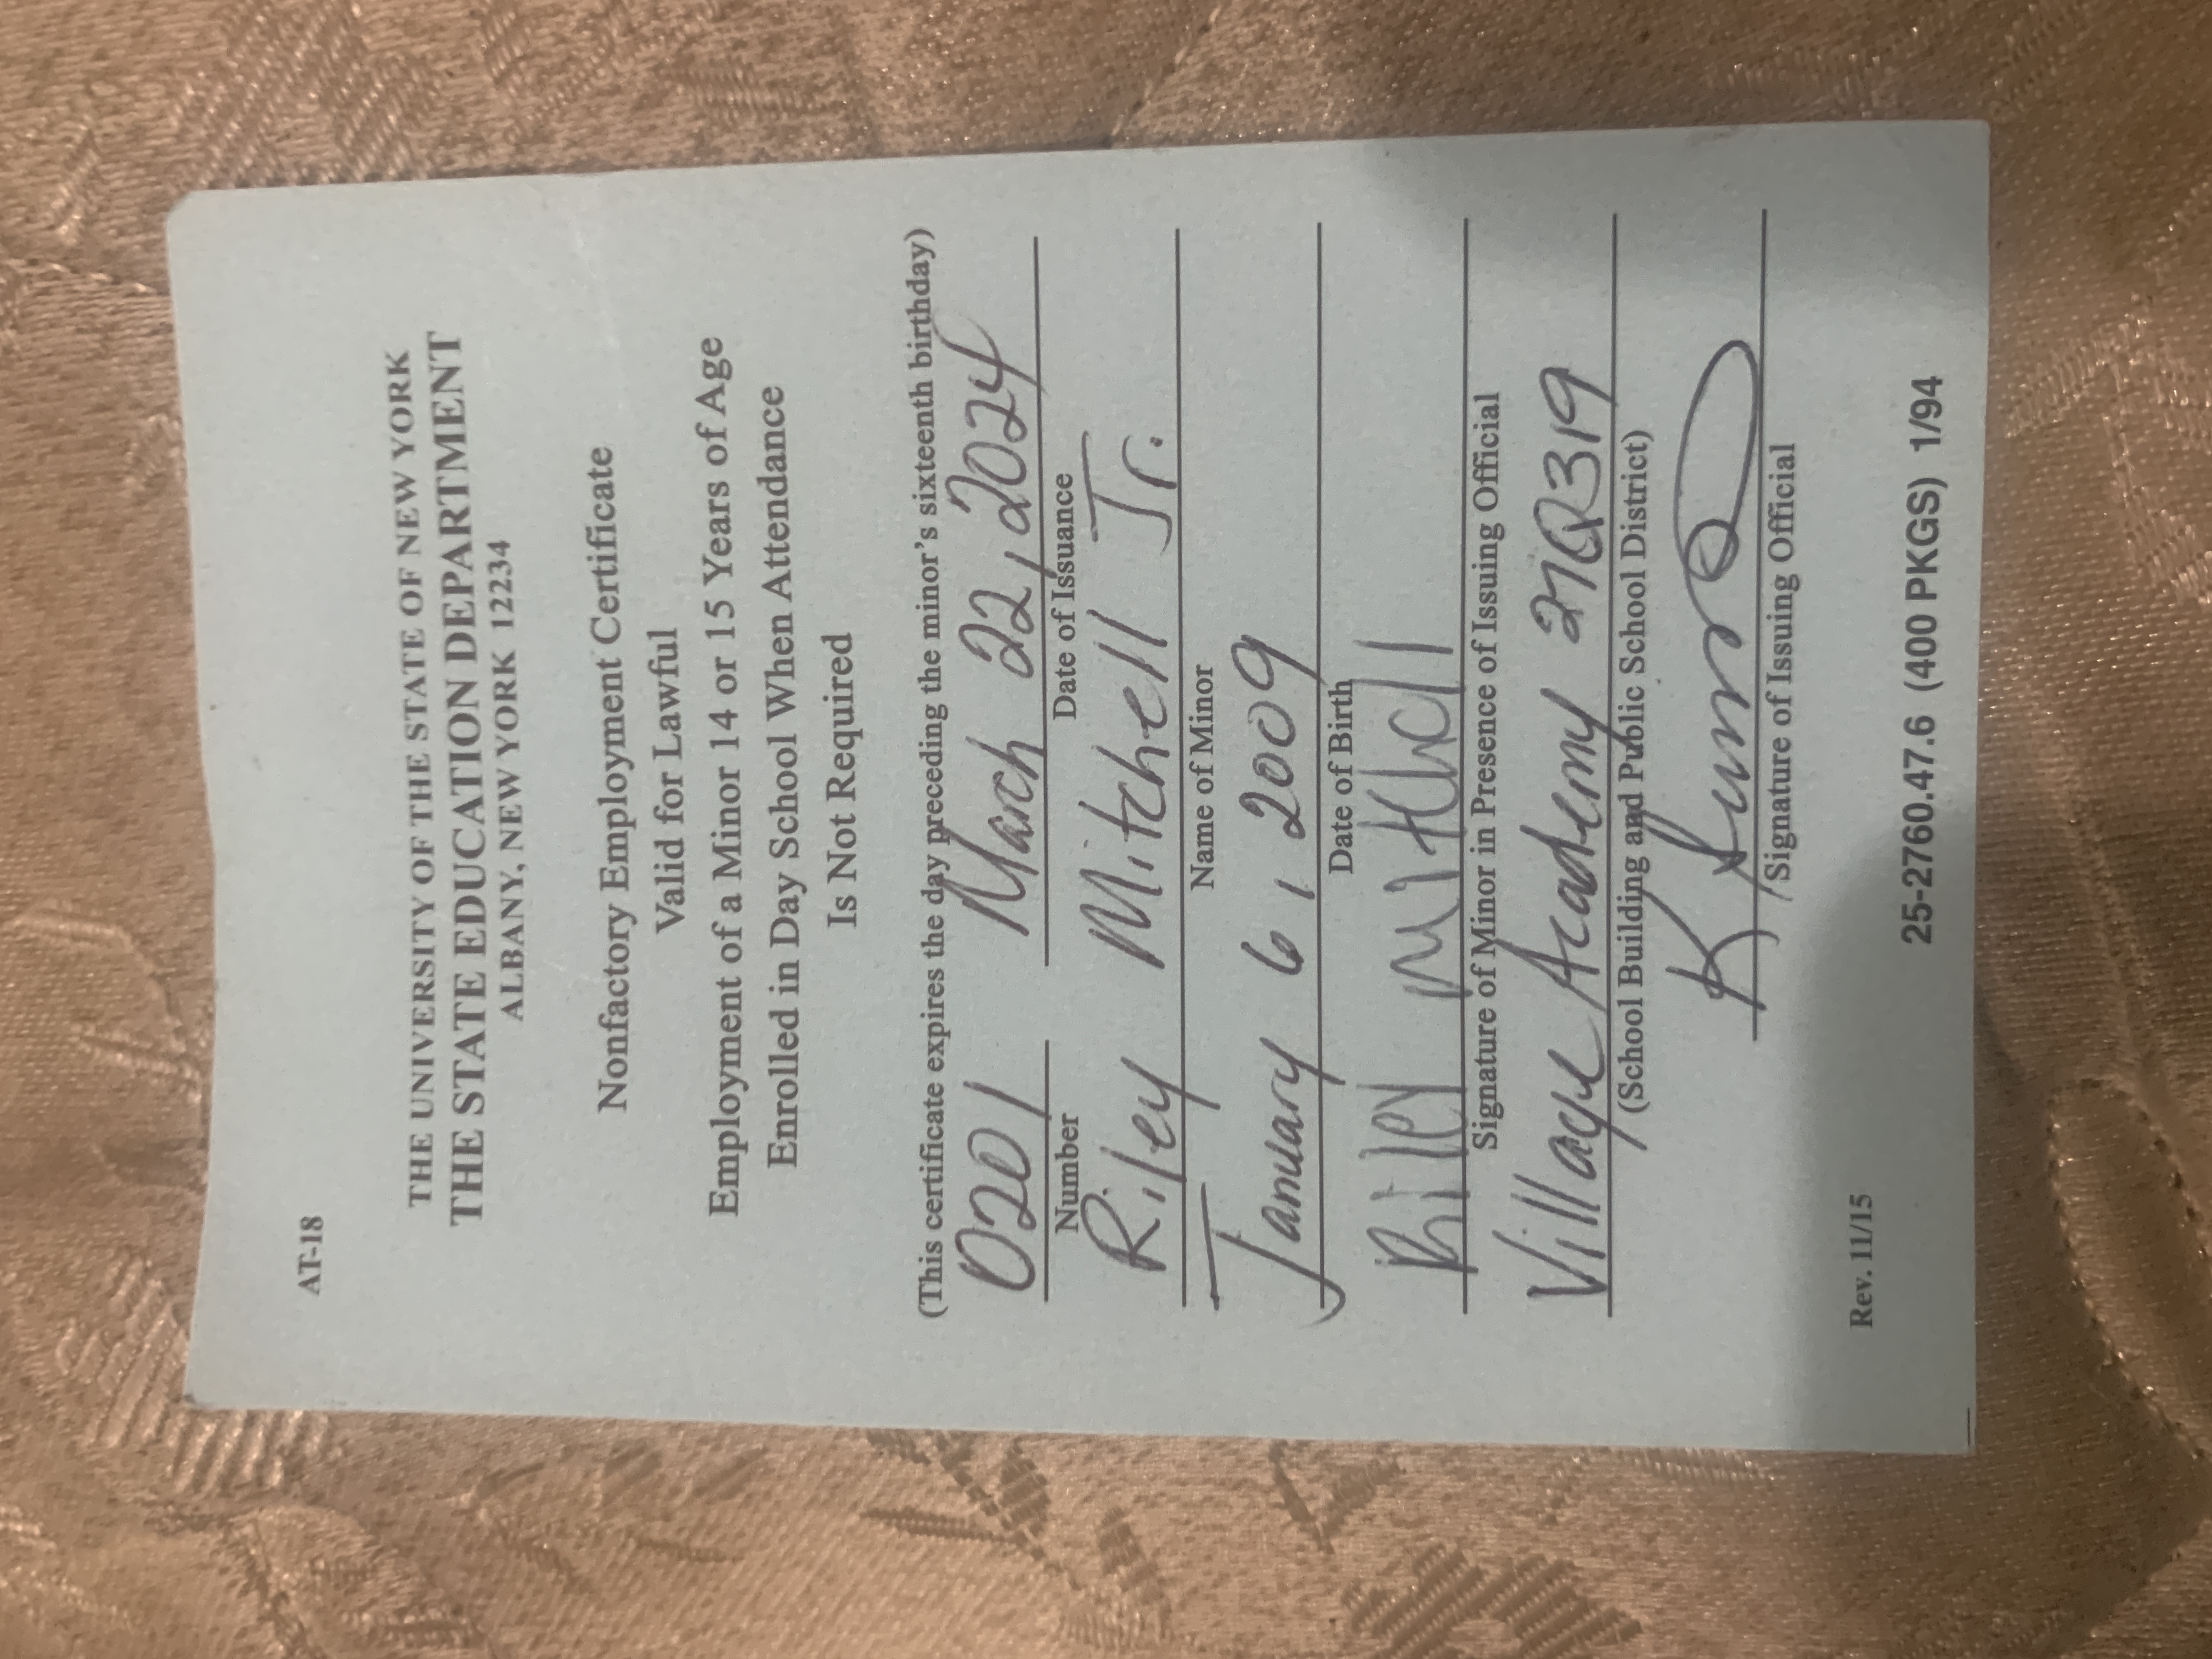 AT-18
THE UNIVERSITY OF THE STATE OF NEW YORK
THE STATE EDUCATION DEPARTMENT
ALBANY, NEW YORK 12234
Nonfactory Employment Certificate
Valid for Lawful
Employment of a Minor 14 or 15 Years of Age
Enrolled in Day School When Attendance
Is Not Required
(This certificate expires the day preceding the minor's sixteenth birthday)
0201 March 22, 2024
Number Date of Issuance
Riley Mitchell Jr.
Name of Minor
January 6, 2009
Date of Birth
Riley Mitchell
Signature of Minor in Presence of Issuing Official
Village Academy 27Q319
(School Building and Public School District)
K
Signature of Issuing Official
Rev. 11/15
25-2760.47.6 (400 PKGS) 1/94